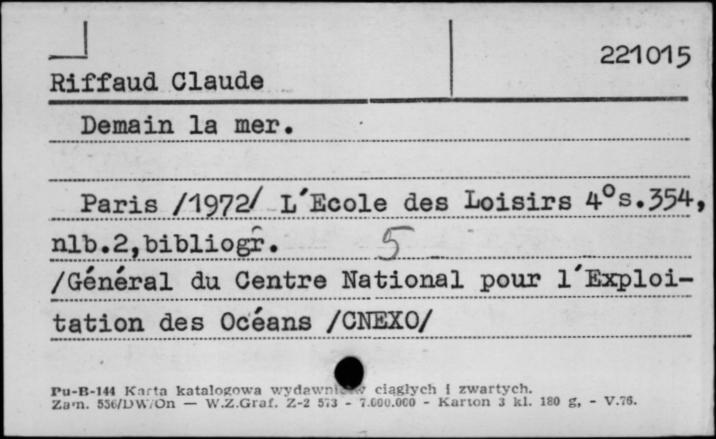 221015
Riffaud Claude
Demain la mer.
Paris /1972/ L'Ecole des Loisirs 4°s.354,
nlb.2,bibliogr.
5
/Général du Centre National pour l'Exploi-
tation des Océans /CNEXO/
Pu-B-144 Karta katalogowa wydawnictw ciągłych i zwartych.
Zam. 556/DW/On — W.Z.Graf. Z-2 573 - 7.000.000 - Karton 3 kl. 180 g, - V.76.